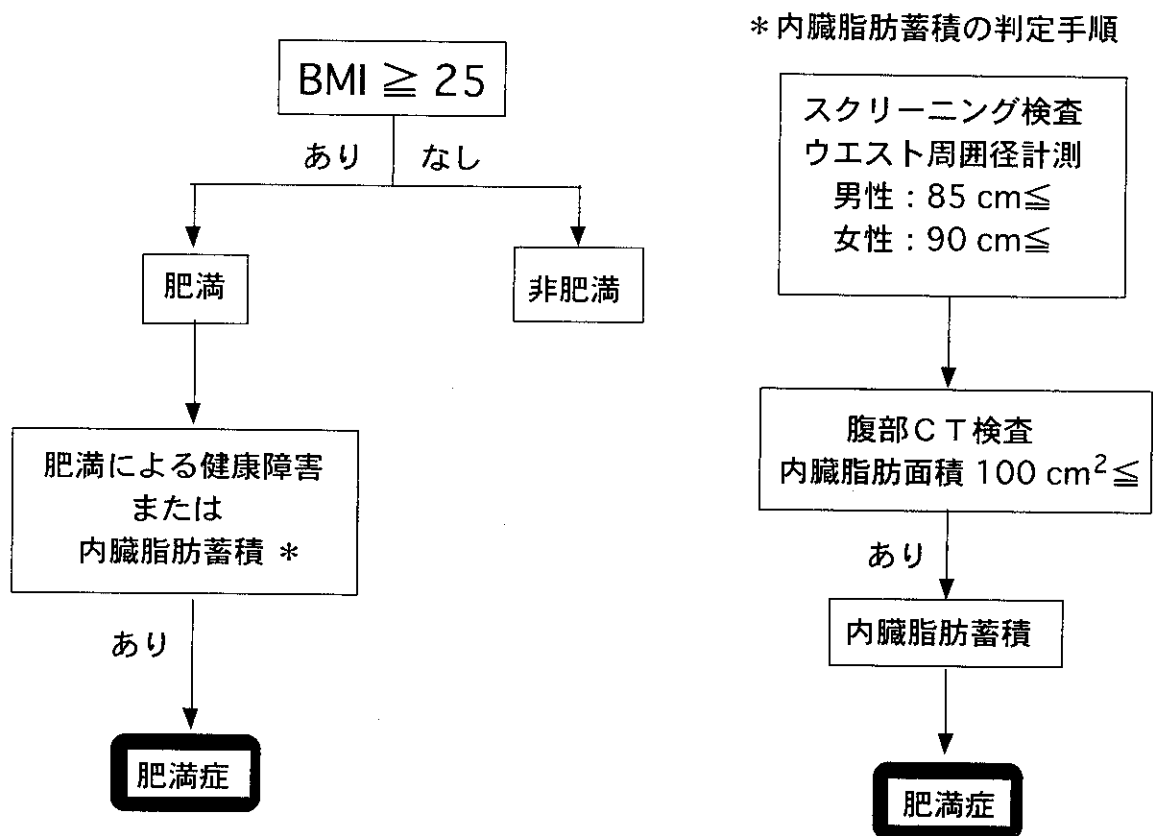 BMI ≧ 25
あり
なし
肥満
非肥満
肥満による健康障害
または
内臓脂肪蓄積 ＊
あり
肥満症
＊内臓脂肪蓄積の判定手順
スクリーニング検査
ウエスト周囲径計測
男性：85 cm≦
女性：90 cm≦
腹部ＣＴ検査
内臓脂肪面積 100 cm²≦
あり
内臓脂肪蓄積
肥満症